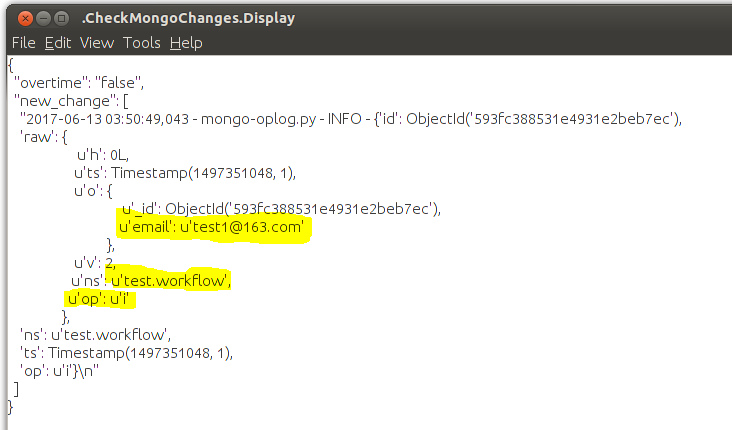 .CheckMongoChanges.Display
File Edit View Tools Help
{
"overtime": "false",
"new_change": [
"2017-06-13 03:50:49,043 - mongo-oplog.py - INFO - {'id': ObjectId('593fc388531e4931e2beb7ec'),
'raw': {
u'h': 0L,
u'ts': Timestamp(1497351048, 1),
u'o': {
u'_id': ObjectId('593fc388531e4931e2beb7ec'),
u'email': u'test1@163.com'
},
u'v': 2,
u'ns': u'test.workflow',
u'op': u'i'
},
'ns': u'test.workflow',
'ts': Timestamp(1497351048, 1),
'op': u'i'}\n"
]
}